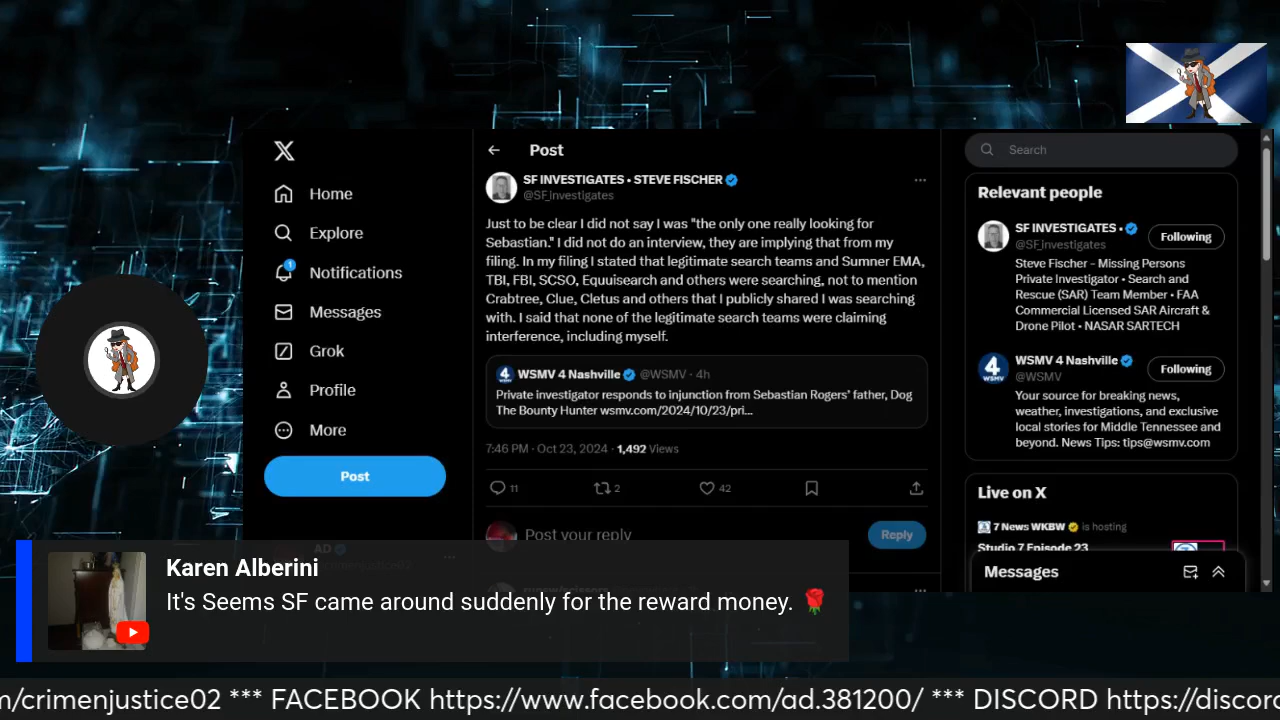 Home
Explore
1
Notifications
Messages
Grok
Profile
More
Post
Post
SF INVESTIGATES • STEVE FISCHER
@SF_Investigates
Just to be clear I did not say I was "the only one really looking for
Sebastian." I did not do an interview, they are implying that from my
filing. In my filing I stated that legitimate search teams and Sumner EMA,
TBI, FBI, SCSO, Equuisearch and others were searching, not to mention
Crabtree, Clue, Cletus and others that I publicly shared I was searching
with. I said that none of the legitimate search teams were claiming
interference, including myself.
4 WSMV 4 Nashville @WSMV · 4h
Private investigator responds to injunction from Sebastian Rogers' father, Dog
The Bounty Hunter wsmv.com/2024/10/23/pri...
7:46 PM · Oct 23, 2024 · 1,492 Views
11
2
42
Post your reply
Reply
Search
Relevant people
SF INVESTIGATES •
@SF_Investigates
Following
Steve Fischer - Missing Persons
Private Investigator • Search and
Rescue (SAR) Team Member • FAA
Commercial Licensed SAR Aircraft &
Drone Pilot • NASAR SARTECH
4
WSMV 4 Nashville
@WSMV
Following
Your source for breaking news,
weather, investigations, and exclusive
local stories for Middle Tennessee and
beyond. News Tips: tips@wsmv.com
Live on X
7 News WKBW is hosting
Studio 7 Episode 23
Messages
AD
Karen Alberini
It's Seems SF came around suddenly for the reward money. 🌹
m/crimenjustice02 *** FACEBOOK https://www.facebook.com/ad.381200/ *** DISCORD https://discord